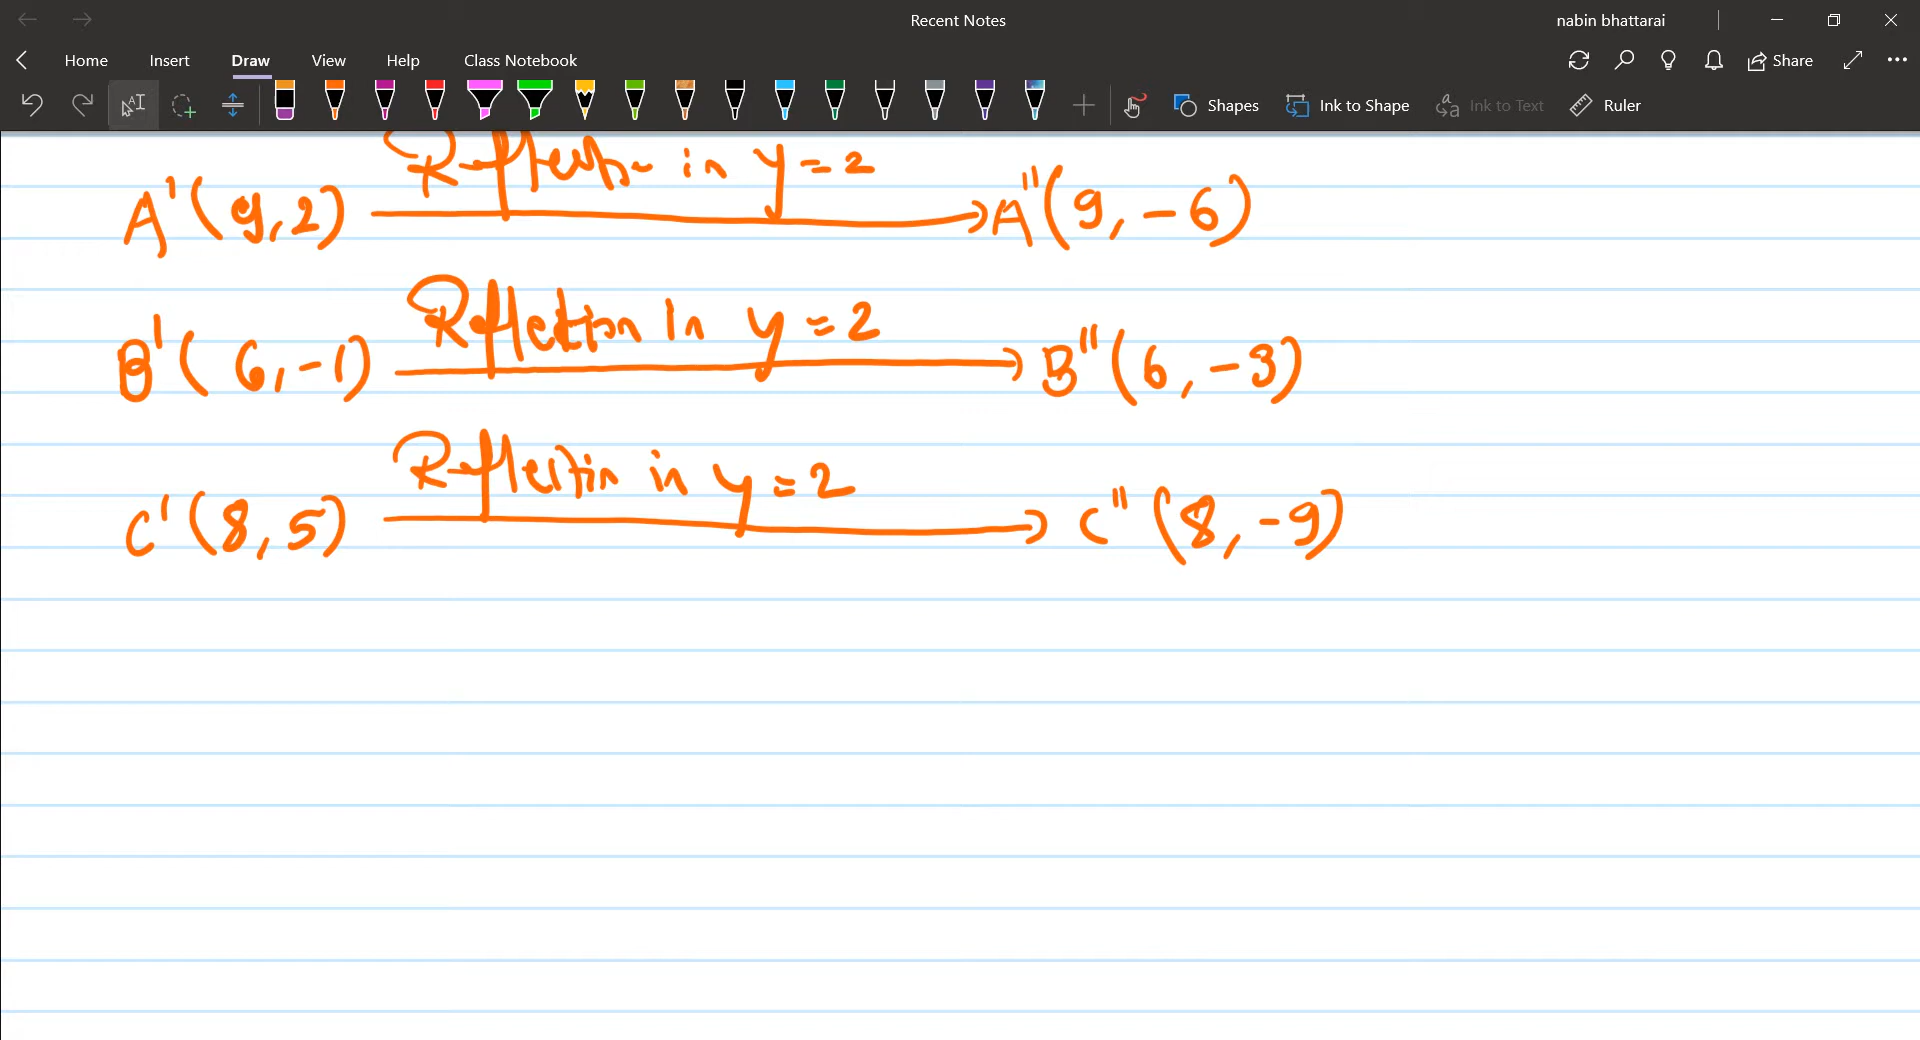 Recent Notes
nabin bhattarai
Home Insert Draw View Help Class Notebook Share
Shapes Ink to Shape Ink to Text Ruler
Reflection in y=2
A'(9,2) A''(9,-6)
Reflection in y=2
B'(6,-1) B''(6,-3)
Reflection in y=2
C'(8,5) C''(8,-9)